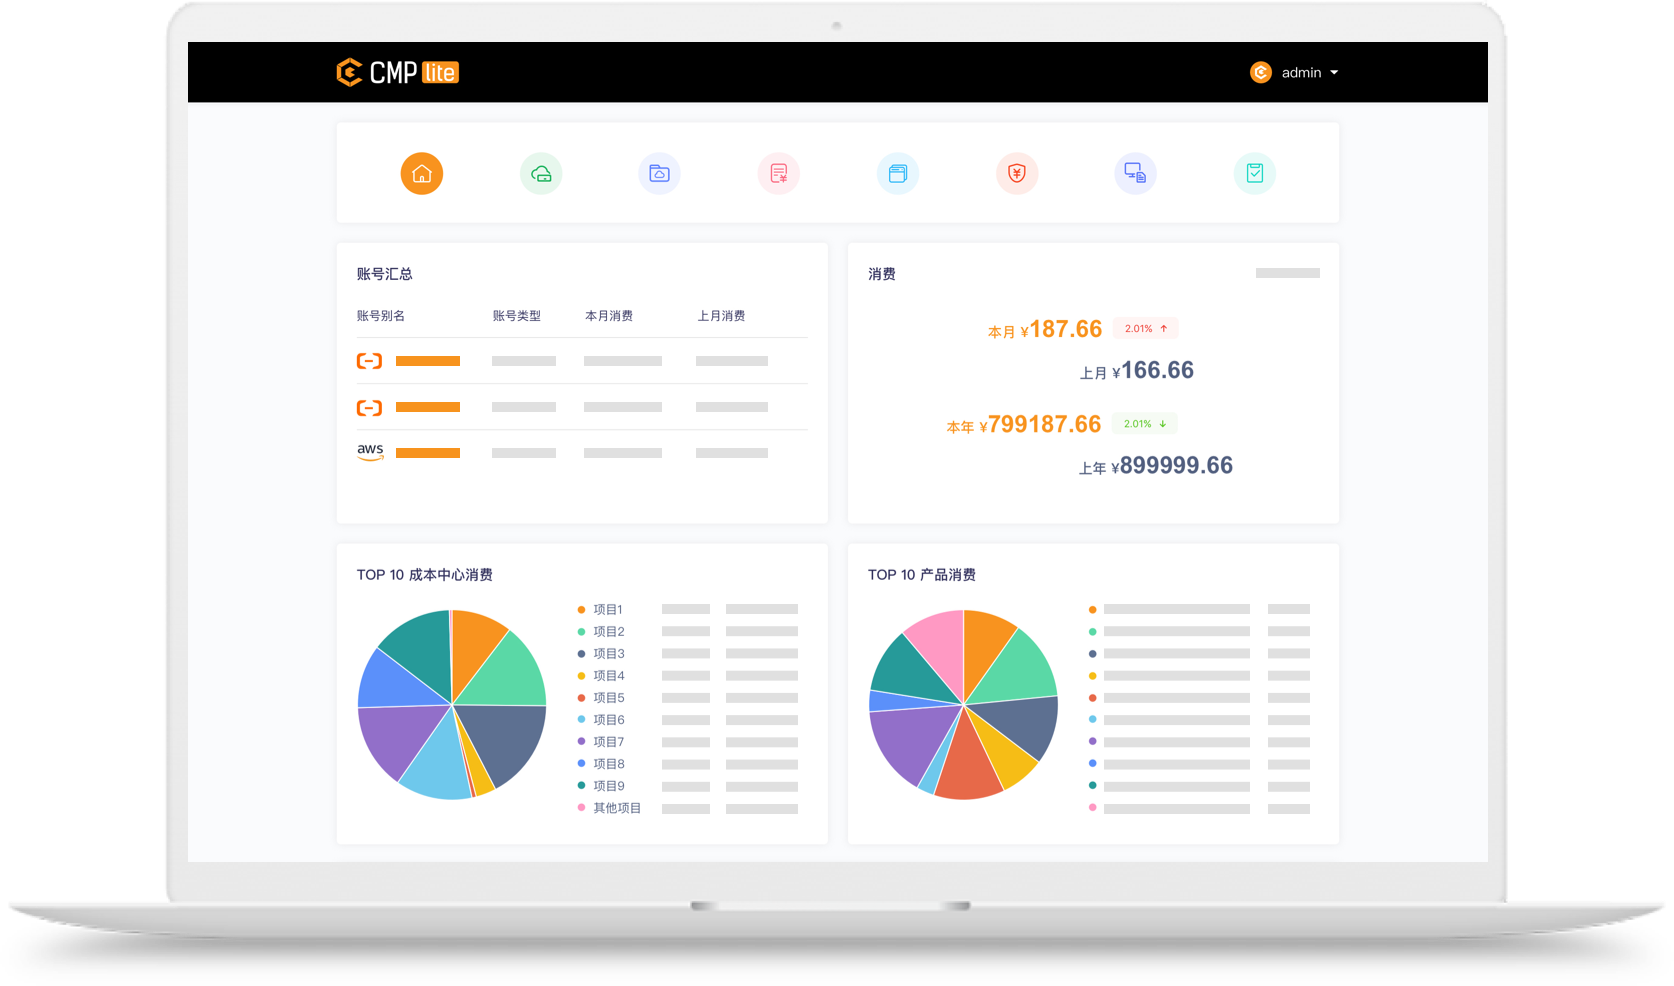 CMP lite
admin
账号汇总
账号别名 账号类型 本月消费 上月消费
aws
消费
本月 ¥187.66 2.01% ↑
上月 ¥166.66
本年 ¥799187.66 2.01% ↓
上年 ¥899999.66
TOP 10 成本中心消费
项目1
项目2
项目3
项目4
项目5
项目6
项目7
项目8
项目9
其他项目
TOP 10 产品消费